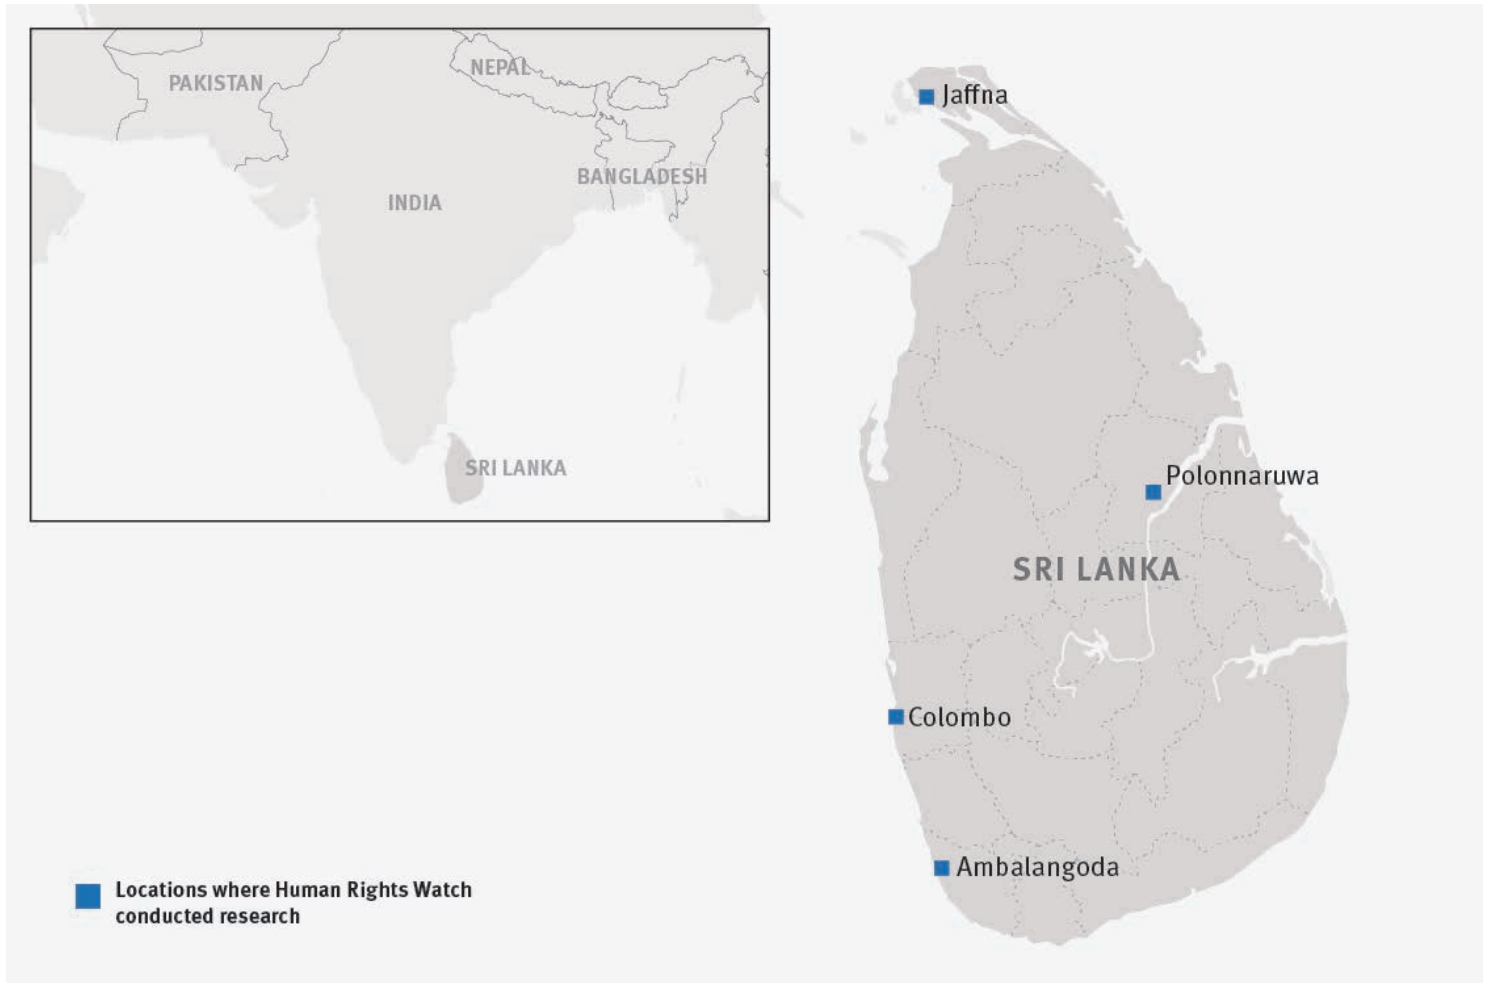 PAKISTAN
NEPAL
BANGLADESH
INDIA
SRI LANKA
Jaffna
Polonnaruwa
SRI LANKA
Colombo
Ambalangoda
Locations where Human Rights Watch
conducted research